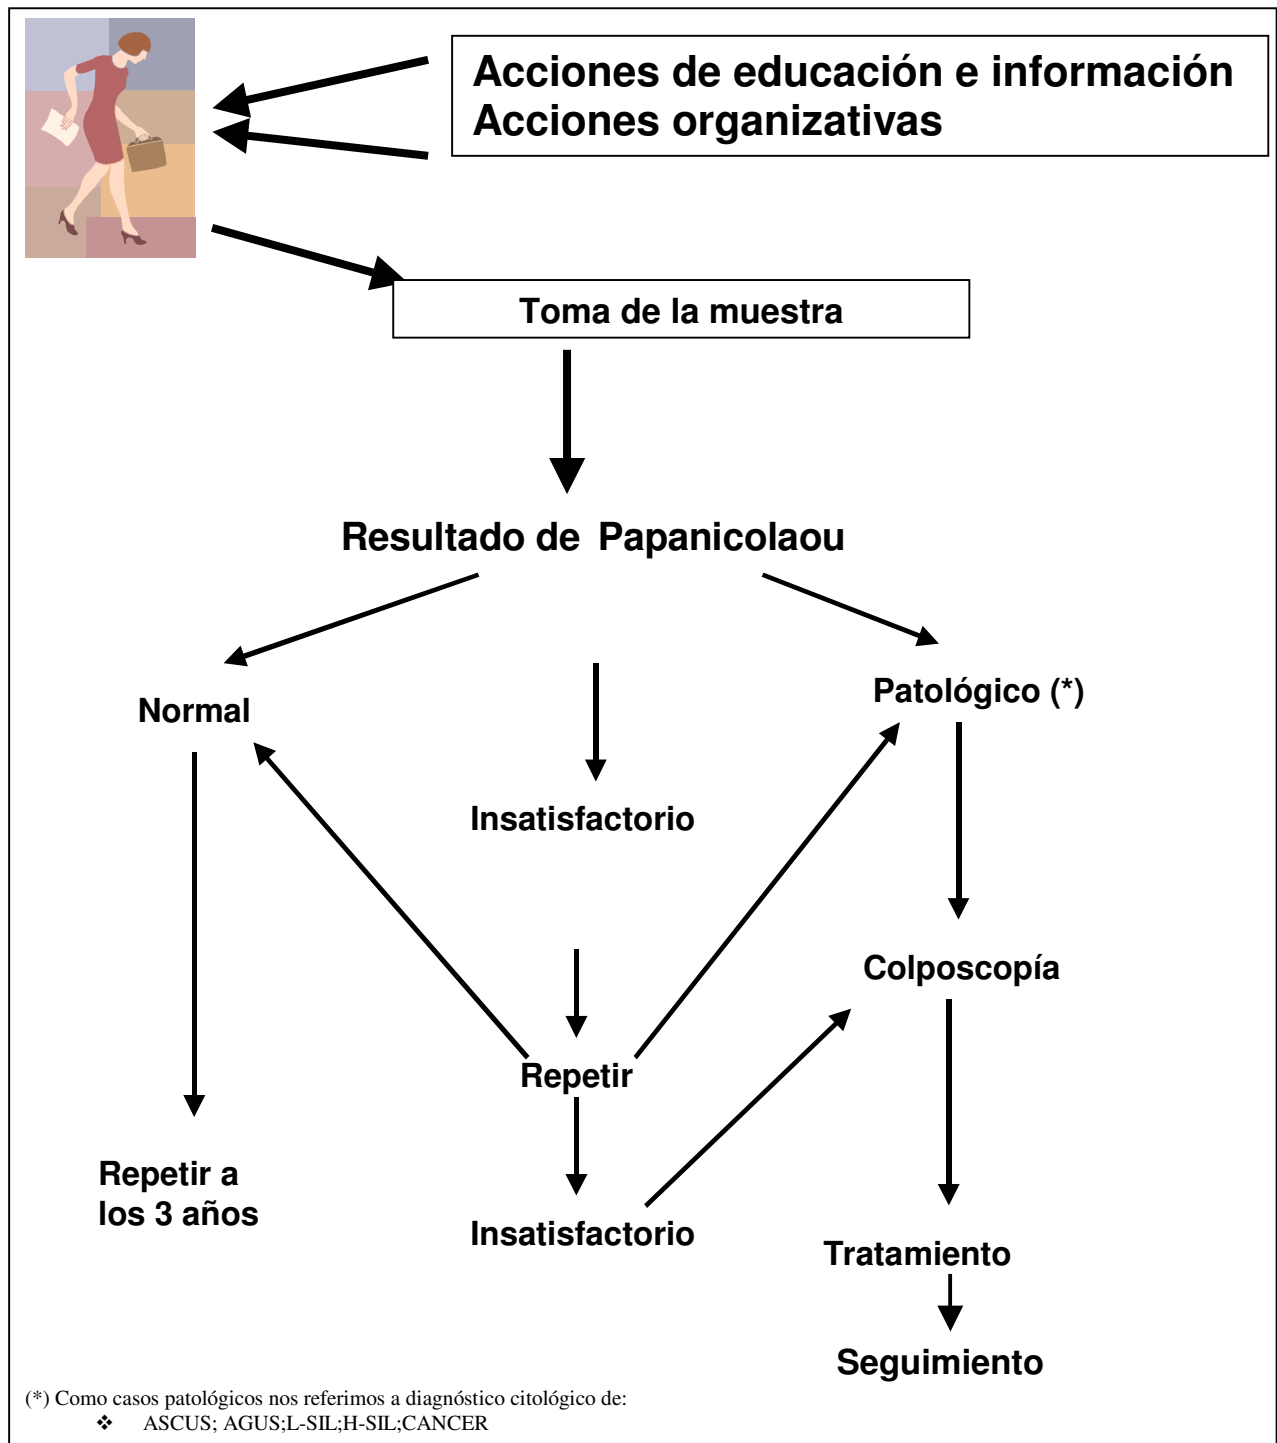 Acciones de educación e información
Acciones organizativas
Toma de la muestra
Resultado de Papanicolaou
Normal
Patológico (*)
Insatisfactorio
Colposcopía
Repetir
Repetir a
los 3 años
Insatisfactorio
Tratamiento
Seguimiento
(*) Como casos patológicos nos referimos a diagnóstico citológico de:
❖ ASCUS; AGUS;L-SIL;H-SIL;CANCER